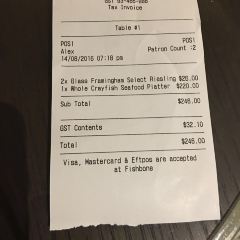 Tax Invoice
Table #1
POS1 POS1
Alex Patron Count :2
14/08/2016 07:18 pm
2x Glass Framingham Select Riesling $26.00
1x Whole Crayfish Seafood Platter $220.00
Sub Total $246.00
GST Contents $32.10
Total $246.00
Visa, Mastercard & Eftpos are accepted
at Fishbone